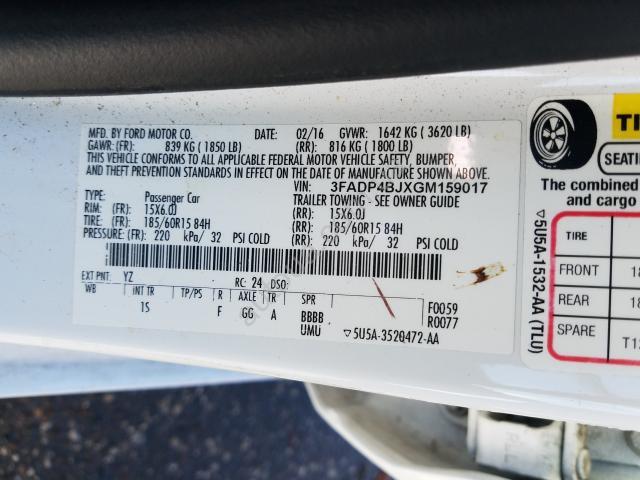 MFD. BY FORD MOTOR CO. DATE: 02/16 GVWR: 1642 KG ( 3620 LB)
GAWR: (FR): 839 KG ( 1850 LB) (RR): 816 KG ( 1800 LB)
THIS VEHICLE CONFORMS TO ALL APPLICABLE FEDERAL MOTOR VEHICLE SAFETY, BUMPER,
AND THEFT PREVENTION STANDARDS IN EFFECT ON THE DATE OF MANUFACTURE SHOWN ABOVE.
VIN: 3FADP4BJXGM159017
TYPE: Passenger Car TRAILER TOWING - SEE OWNER GUIDE
RIM: (FR): 15X6.0J (RR): 15X6.0J
TIRE: (FR): 185/60R15 84H (RR): 185/60R15 84H
PRESSURE: (FR): 220 kPa/ 32 PSI COLD (RR): 220 kPa/ 32 PSI COLD
EXT PNT: YZ RC: 24 DSO:
WB INT TR TP/PS R AXLE TR SPR F0059
1S F GG A BBBB R0077
UMU 5U5A-3520472-AA
TI
SEATI
The combined
and cargo
TIRE
FRONT 18
REAR 18
SPARE T12
5U5A-1532-AA (TLU)